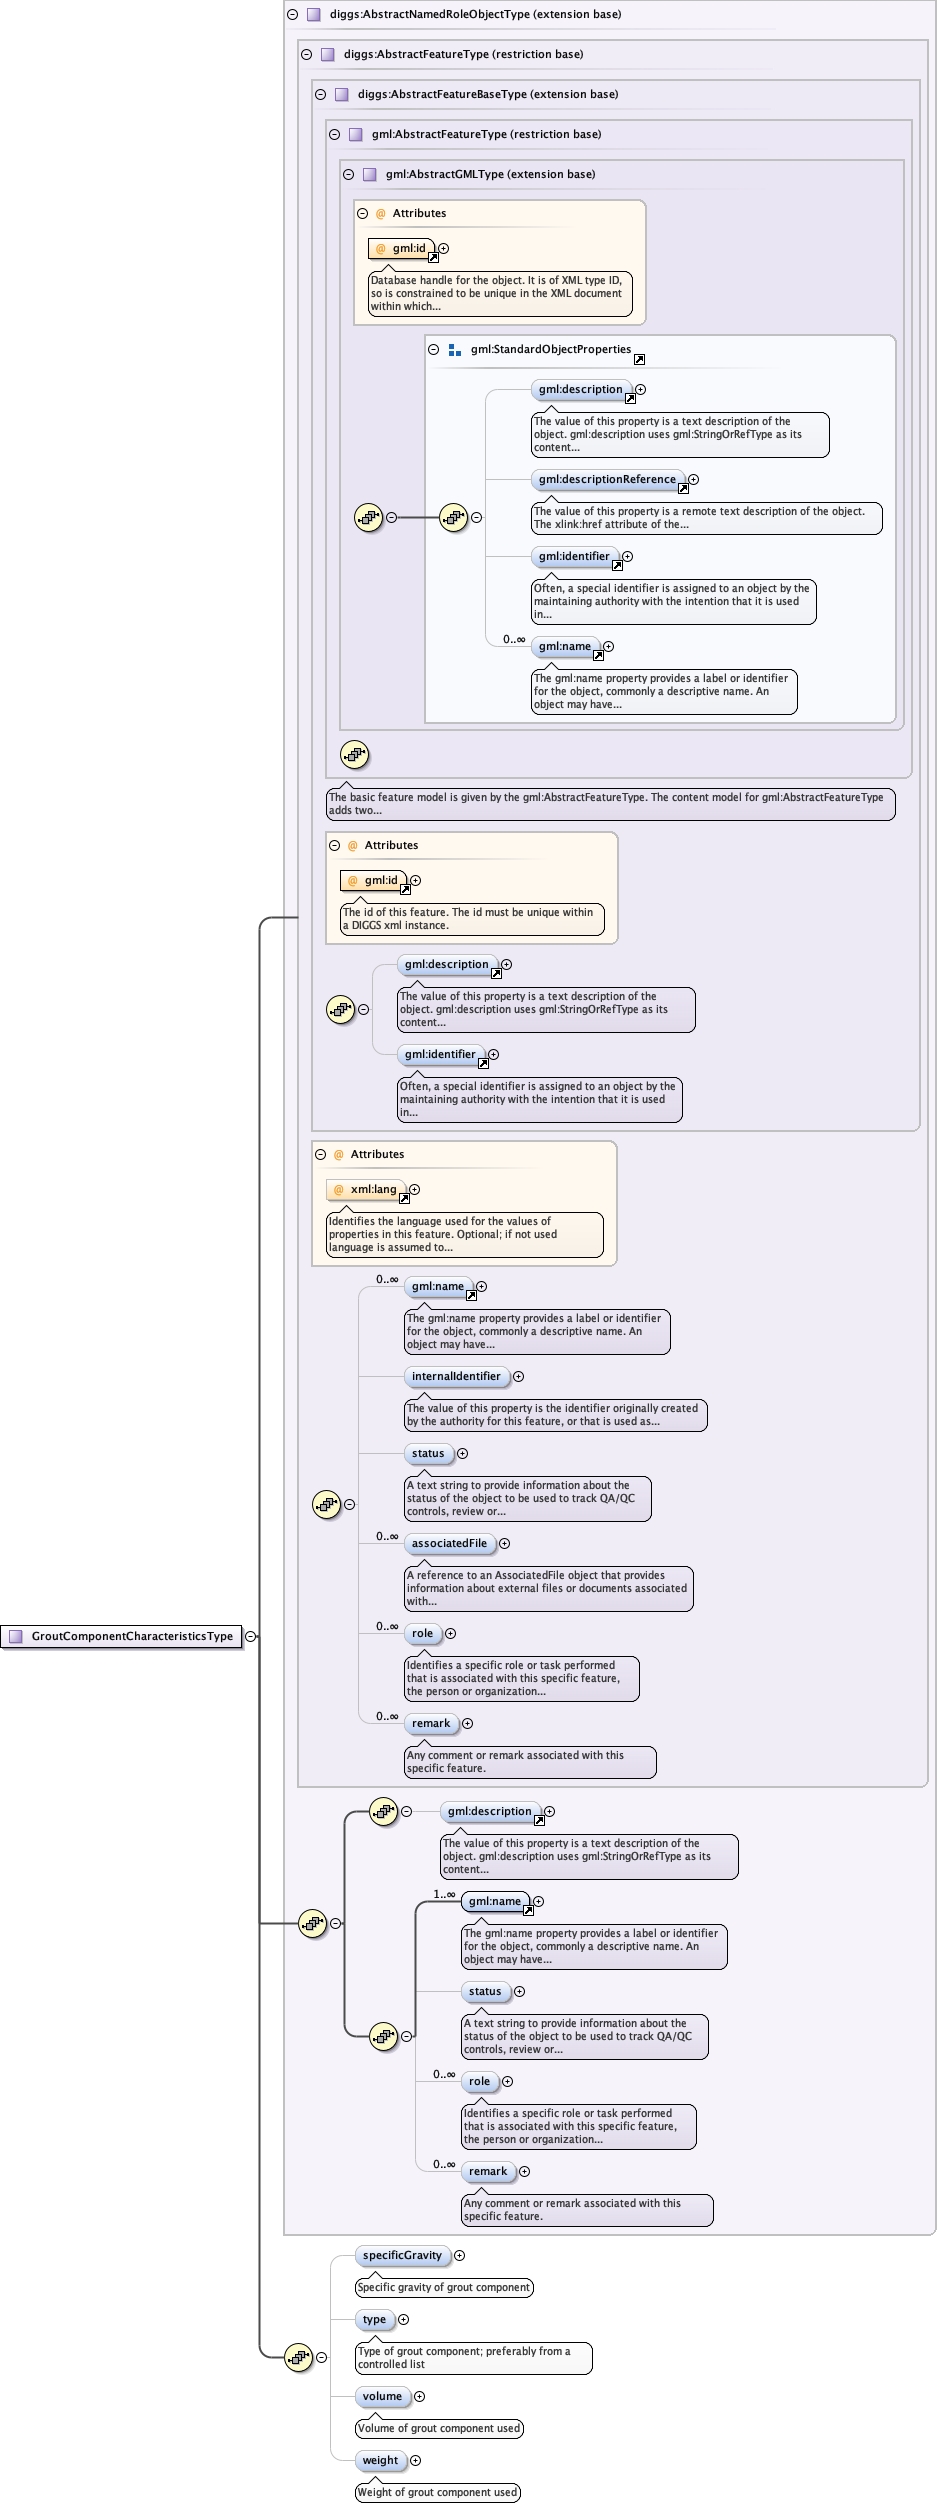 diggs:AbstractNamedRoleObjectType (extension base)
diggs:AbstractFeatureType (restriction base)
diggs:AbstractFeatureBaseType (extension base)
gml:AbstractFeatureType (restriction base)
gml:AbstractGMLType (extension base)
@ Attributes
@ gml:id
Database handle for the object. It is of XML type ID,
so is constrained to be unique in the XML document
within which...
gml:StandardObjectProperties
gml:description
The value of this property is a text description of the
object. gml:description uses gml:StringOrRefType as its
content...
gml:descriptionReference
The value of this property is a remote text description of the object.
The xlink:href attribute of the...
gml:identifier
Often, a special identifier is assigned to an object by the
maintaining authority with the intention that it is used
in...
0..∞
gml:name
The gml:name property provides a label or identifier
for the object, commonly a descriptive name. An
object may have...
The basic feature model is given by the gml:AbstractFeatureType. The content model for gml:AbstractFeatureType
adds two...
@ Attributes
@ gml:id
The id of this feature. The id must be unique within
a DIGGS xml instance.
gml:description
The value of this property is a text description of the
object. gml:description uses gml:StringOrRefType as its
content...
gml:identifier
Often, a special identifier is assigned to an object by the
maintaining authority with the intention that it is used
in...
@ Attributes
@ xml:lang
Identifies the language used for the values of
properties in this feature. Optional; if not used
language is assumed to...
0..∞
gml:name
The gml:name property provides a label or identifier
for the object, commonly a descriptive name. An
object may have...
internalIdentifier
The value of this property is the identifier originally created
by the authority for this feature, or that is used as...
status
A text string to provide information about the
status of the object to be used to track QA/QC
controls, review or...
0..∞
associatedFile
A reference to an AssociatedFile object that provides
information about external files or documents associated
with...
0..∞
role
GroutComponentCharacteristicsType
Identifies a specific role or task performed
that is associated with this specific feature,
the person or organization...
0..∞
remark
Any comment or remark associated with this
specific feature.
gml:description
The value of this property is a text description of the
object. gml:description uses gml:StringOrRefType as its
content...
1..∞
gml:name
The gml:name property provides a label or identifier
for the object, commonly a descriptive name. An
object may have...
status
A text string to provide information about the
status of the object to be used to track QA/QC
controls, review or...
0..∞
role
Identifies a specific role or task performed
that is associated with this specific feature,
the person or organization...
0..∞
remark
Any comment or remark associated with this
specific feature.
specificGravity
Specific gravity of grout component
type
Type of grout component; preferably from a
controlled list
volume
Volume of grout component used
weight
Weight of grout component used